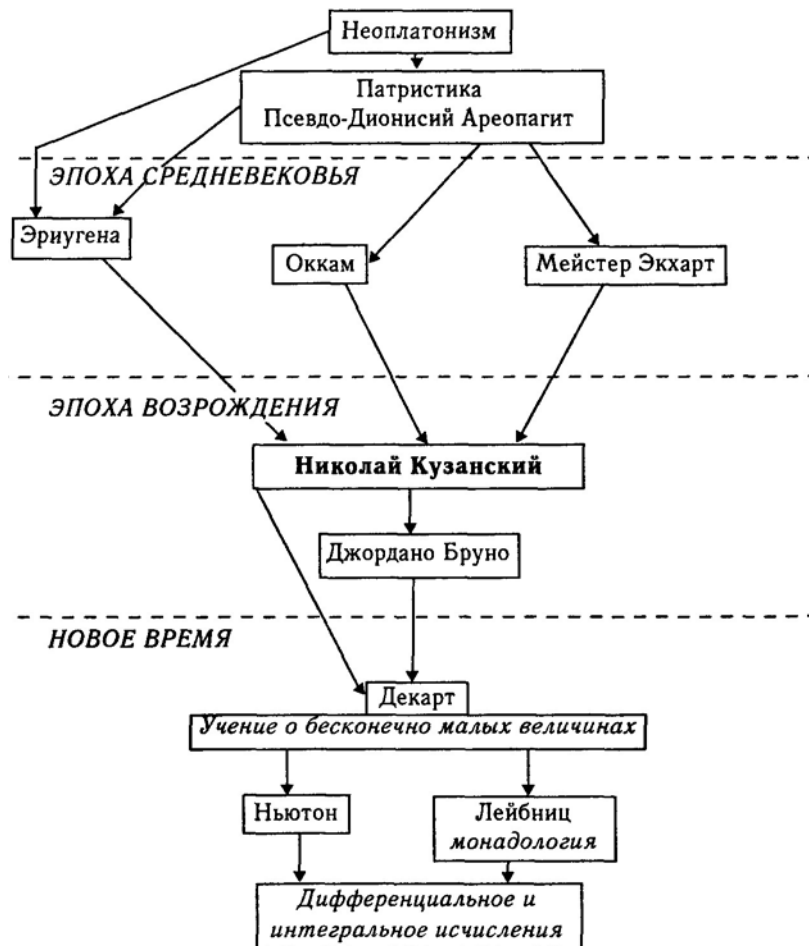 Неоплатонизм
Патристика
Псевдо-Дионисий Ареопагит
ЭПОХА СРЕДНЕВЕКОВЬЯ
Эриугена
Оккам
Мейстер Экхарт
ЭПОХА ВОЗРОЖДЕНИЯ
Николай Кузанский
Джордано Бруно
НОВОЕ ВРЕМЯ
Декарт
Учение о бесконечно малых величинах
Ньютон
Лейбниц
монадология
Дифференциальное и
интегральное исчисления